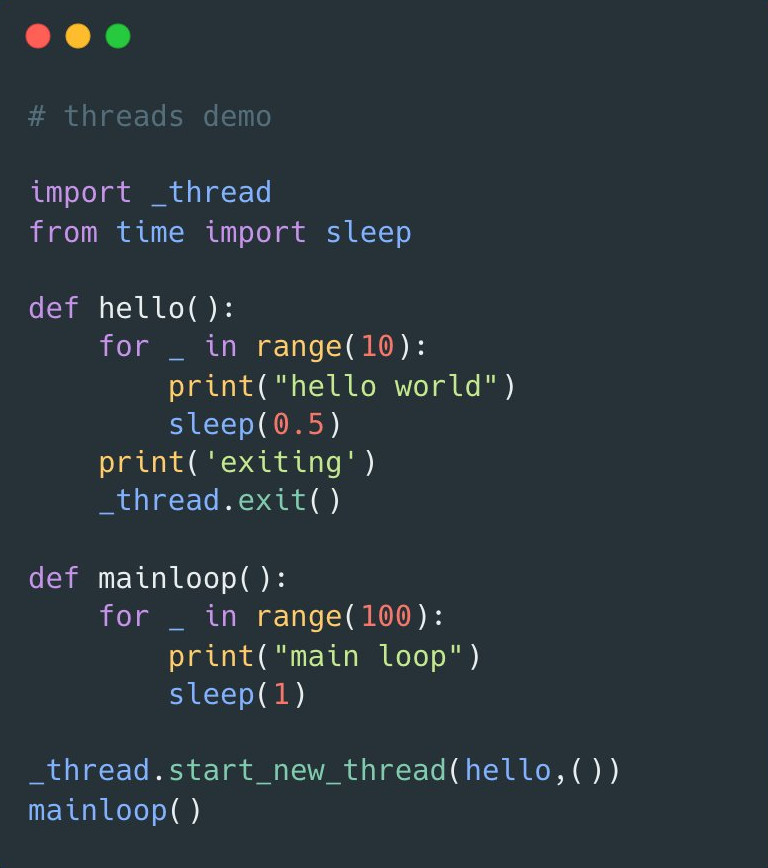 # threads demo
import _thread
from time import sleep
def hello():
    for _ in range(10):
        print("hello world")
        sleep(0.5)
    print('exiting')
    _thread.exit()
def mainloop():
    for _ in range(100):
        print("main loop")
        sleep(1)
_thread.start_new_thread(hello,())
mainloop()